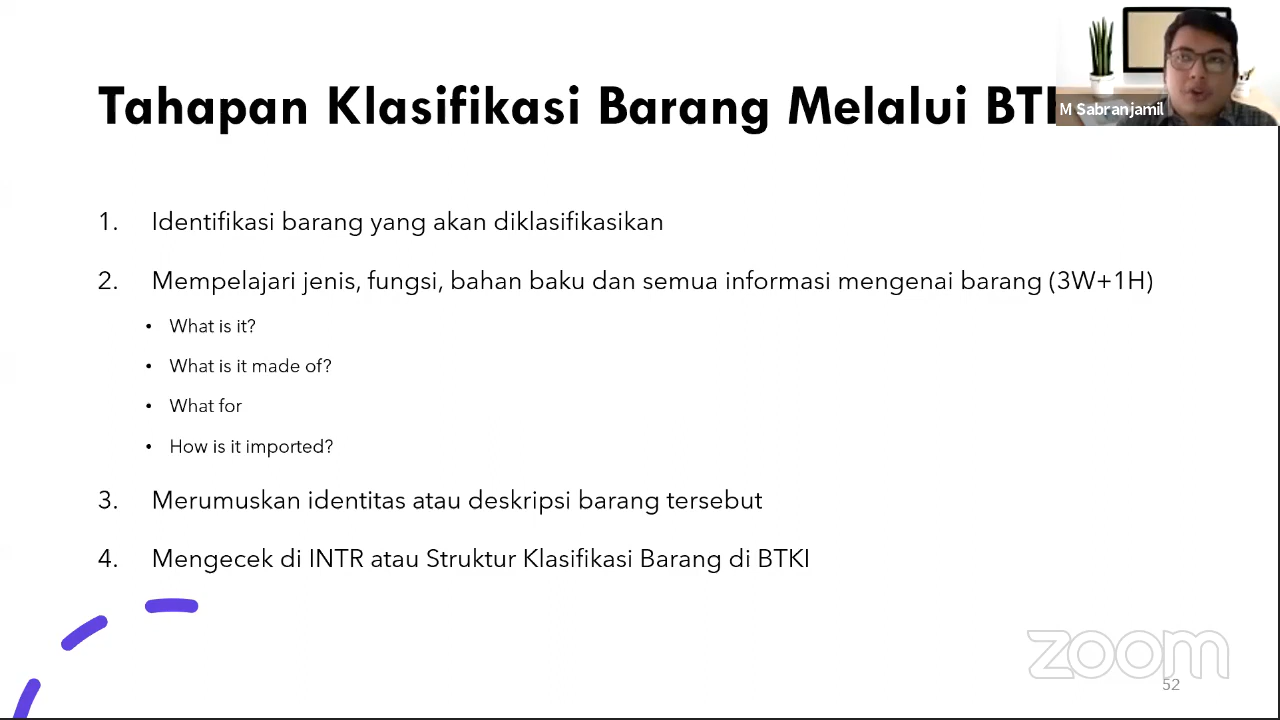 Tahapan Klasifikasi Barang Melalui
M Sabranjamil
1. Identifikasi barang yang akan diklasifikasikan
2. Mempelajari jenis, fungsi, bahan baku dan semua informasi mengenai barang (3W+1H)
• What is it?
• What is it made of?
• What for
• How is it imported?
3. Merumuskan identitas atau deskripsi barang tersebut
4. Mengecek di INTR atau Struktur Klasifikasi Barang di BTKI
zoom
52